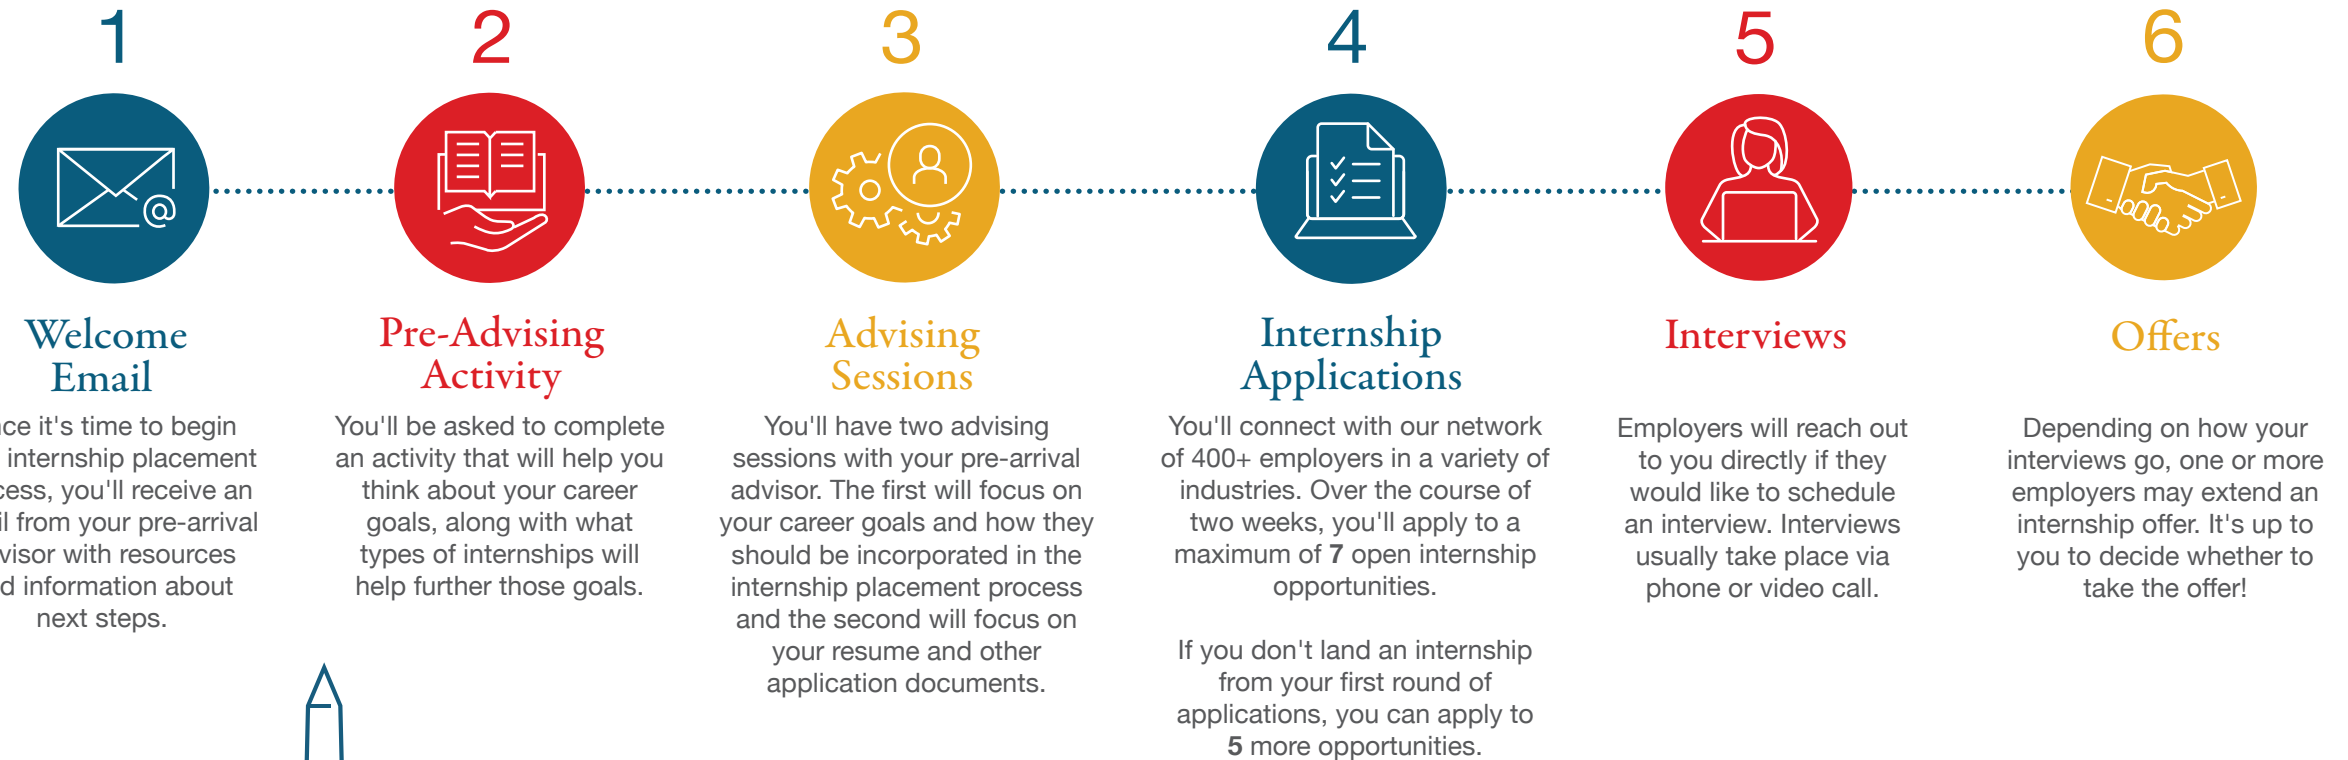 1
Welcome
Email
it's time to begin
internship placement
you'll receive an
from your pre-arrival
with resources
information about
next steps.
2
Pre-Advising
Activity
You'll be asked to complete
an activity that will help you
think about your career
goals, along with what
types of internships will
help further those goals.
3
Advising
Sessions
You'll have two advising
sessions with your pre-arrival
advisor. The first will focus on
your career goals and how they
should be incorporated in the
internship placement process
and the second will focus on
your resume and other
application documents.
4
Internship
Applications
You'll connect with our network
of 400+ employers in a variety of
industries. Over the course of
two weeks, you'll apply to a
maximum of 7 open internship
opportunities.
If you don't land an internship
from your first round of
applications, you can apply to
5 more opportunities.
5
Interviews
Employers will reach out
to you directly if they
would like to schedule
an interview. Interviews
usually take place via
phone or video call.
6
Offers
Depending on how your
interviews go, one or more
employers may extend an
internship offer. It's up to
you to decide whether to
take the offer!